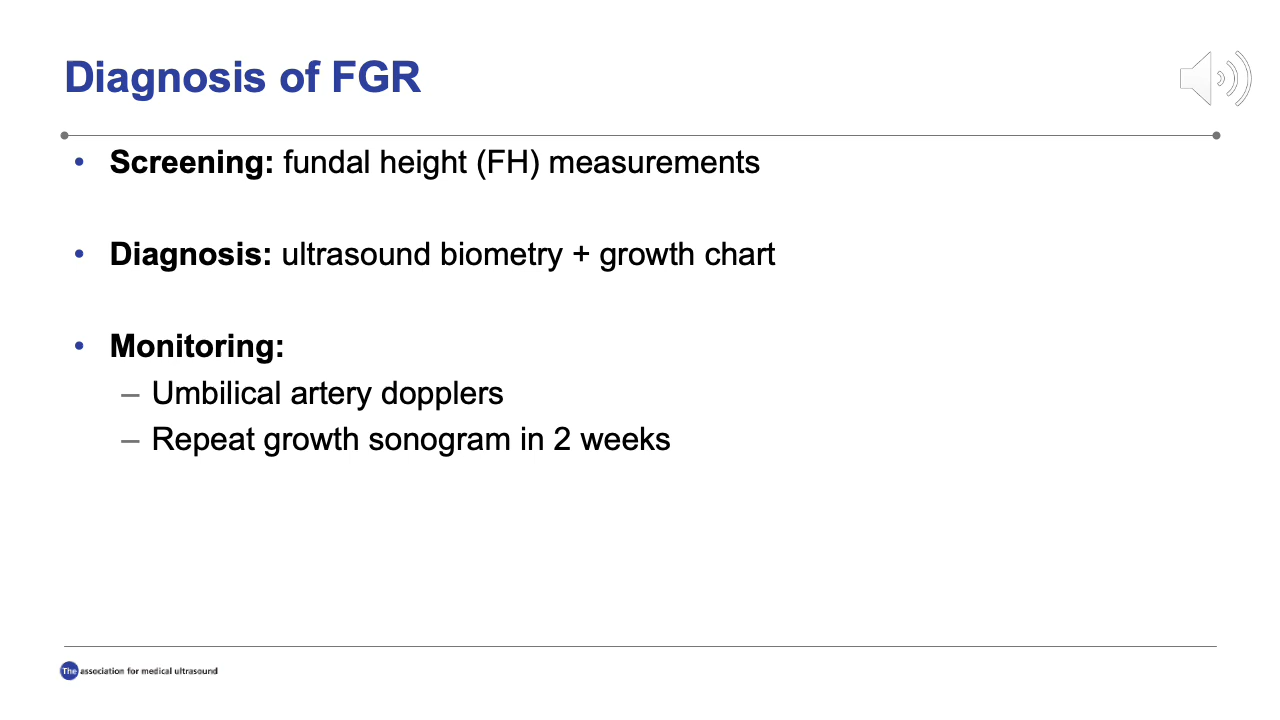 Diagnosis of FGR
• Screening: fundal height (FH) measurements
• Diagnosis: ultrasound biometry + growth chart
• Monitoring:
– Umbilical artery dopplers
– Repeat growth sonogram in 2 weeks
The association for medical ultrasound